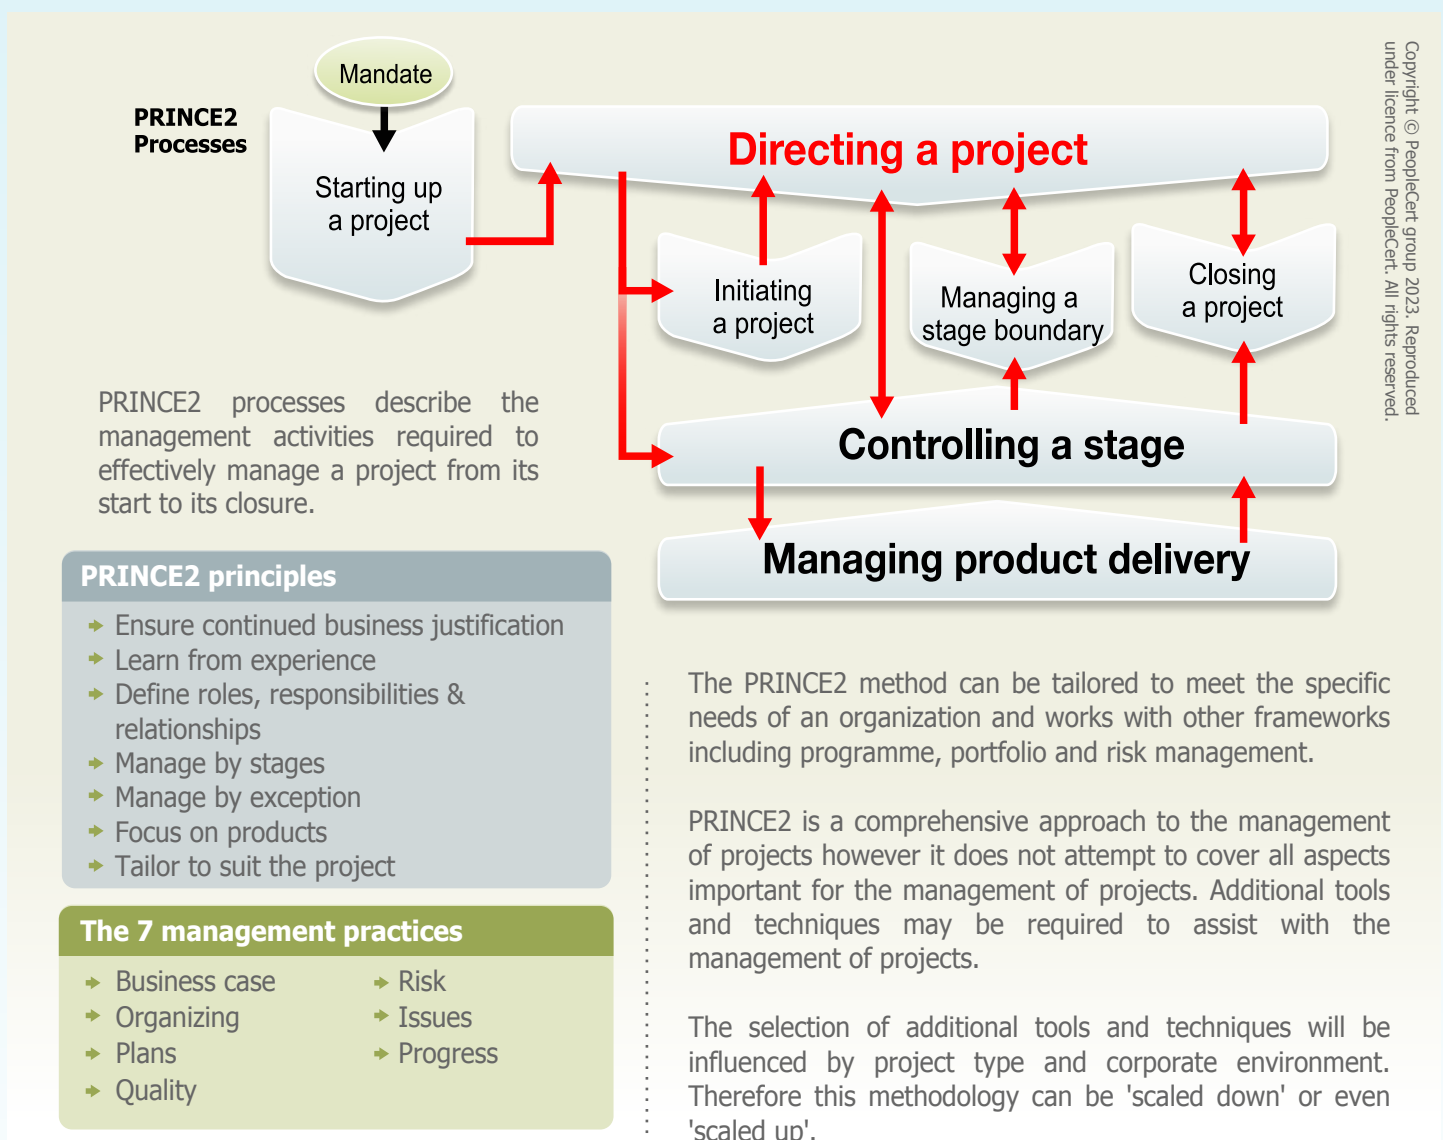 Mandate
PRINCE2
Processes
Starting up
a project
Directing a project
Initiating
a project
Managing a
stage boundary
Closing
a project
Controlling a stage
Managing product delivery
Copyright © PeopleCert group 2023. Reproduced
under licence from PeopleCert. All rights reserved.
PRINCE2 processes describe the
management activities required to
effectively manage a project from its
start to its closure.
PRINCE2 principles
Ensure continued business justification
Learn from experience
Define roles, responsibilities &
relationships
Manage by stages
Manage by exception
Focus on products
Tailor to suit the project
The 7 management practices
Business case
Organizing
Plans
Quality
Risk
Issues
Progress
The PRINCE2 method can be tailored to meet the specific
needs of an organization and works with other frameworks
including programme, portfolio and risk management.
PRINCE2 is a comprehensive approach to the management
of projects however it does not attempt to cover all aspects
important for the management of projects. Additional tools
and techniques may be required to assist with the
management of projects.
The selection of additional tools and techniques will be
influenced by project type and corporate environment.
Therefore this methodology can be 'scaled down' or even
'scaled up'.